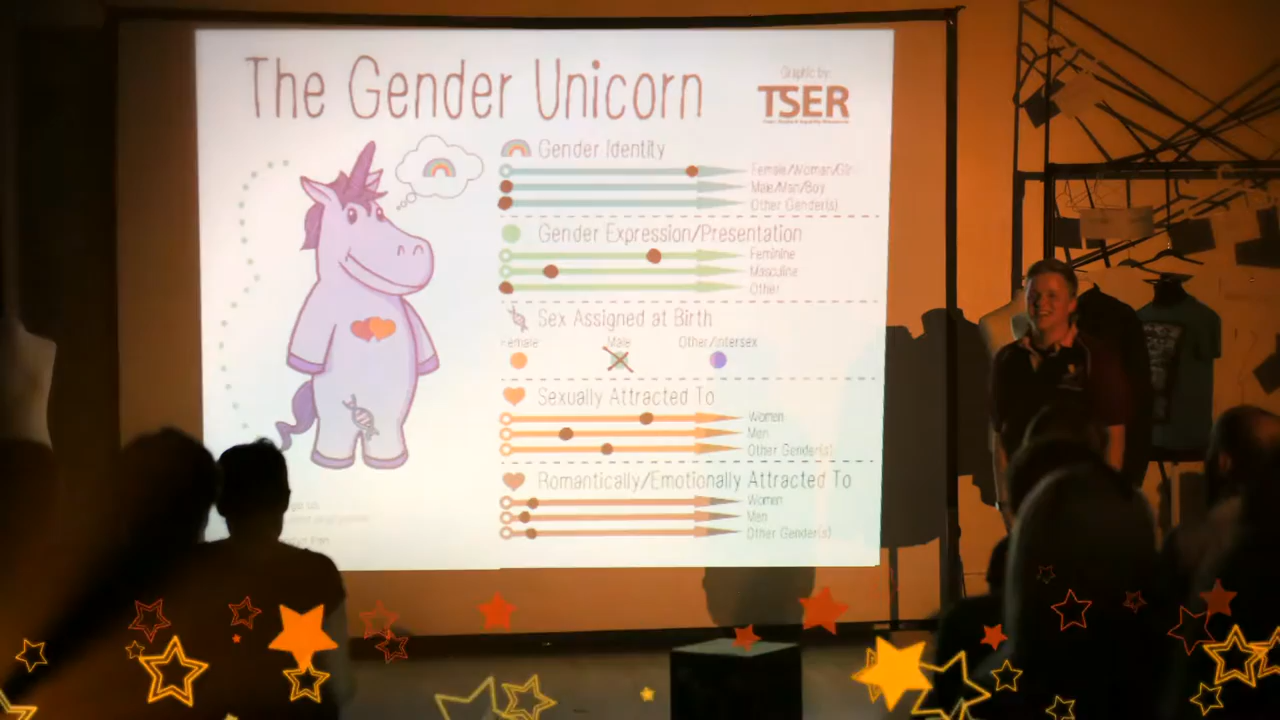 The Gender Unicorn
Graphic by:
TSER
Gender Identity
Female/Woman/Girl
Male/Man/Boy
Other Gender(s)
Gender Expression/Presentation
Feminine
Masculine
Other
Sex Assigned at Birth
Female Male Other/Intersex
Sexually Attracted To
Women
Men
Other Gender(s)
Romantically/Emotionally Attracted To
Women
Men
Other Gender(s)